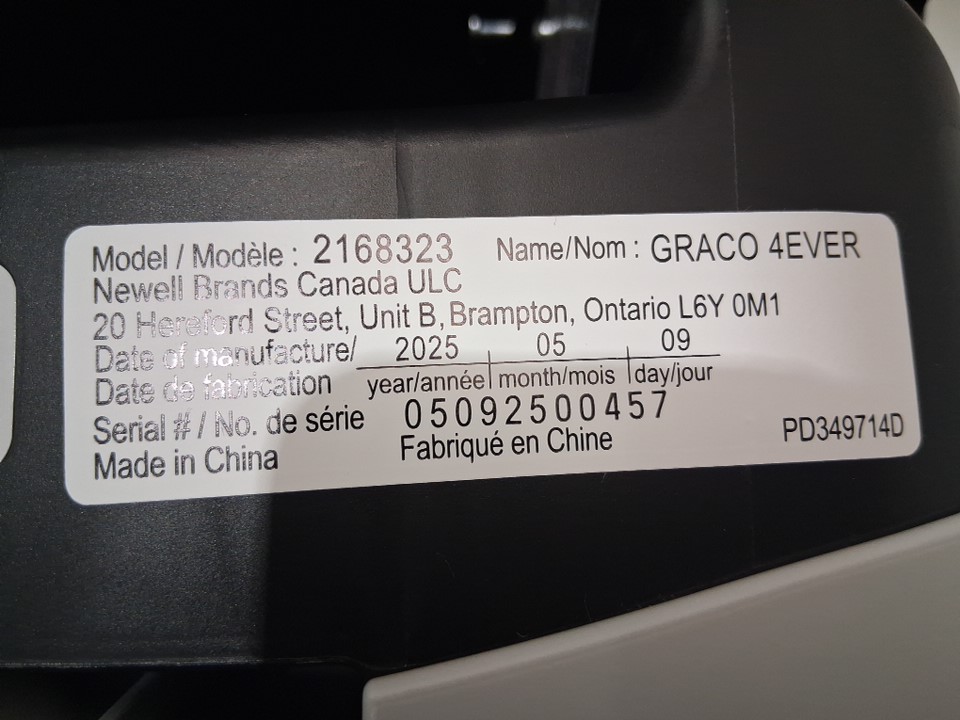 Model / Modèle : 2168323 Name/Nom : GRACO 4EVER
Newell Brands Canada ULC
20 Hereford Street, Unit B, Brampton, Ontario L6Y 0M1
Date of manufacture/ 2025 05 09
Date de fabrication year/année month/mois day/jour
Serial # / No. de série 05092500457
Made in China Fabriqué en Chine PD349714D